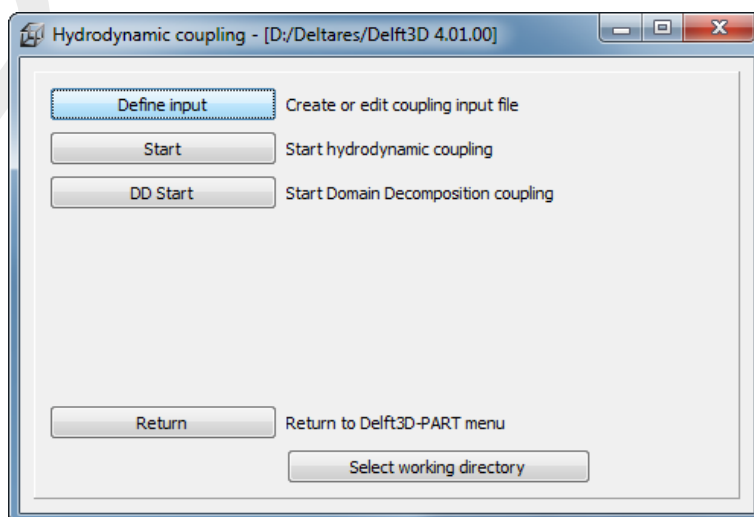 Hydrodynamic coupling - [D:/Deltares/Delft3D 4.01.00]
Define input Create or edit coupling input file
Start Start hydrodynamic coupling
DD Start Start Domain Decomposition coupling
Return Return to Delft3D-PART menu
Select working directory